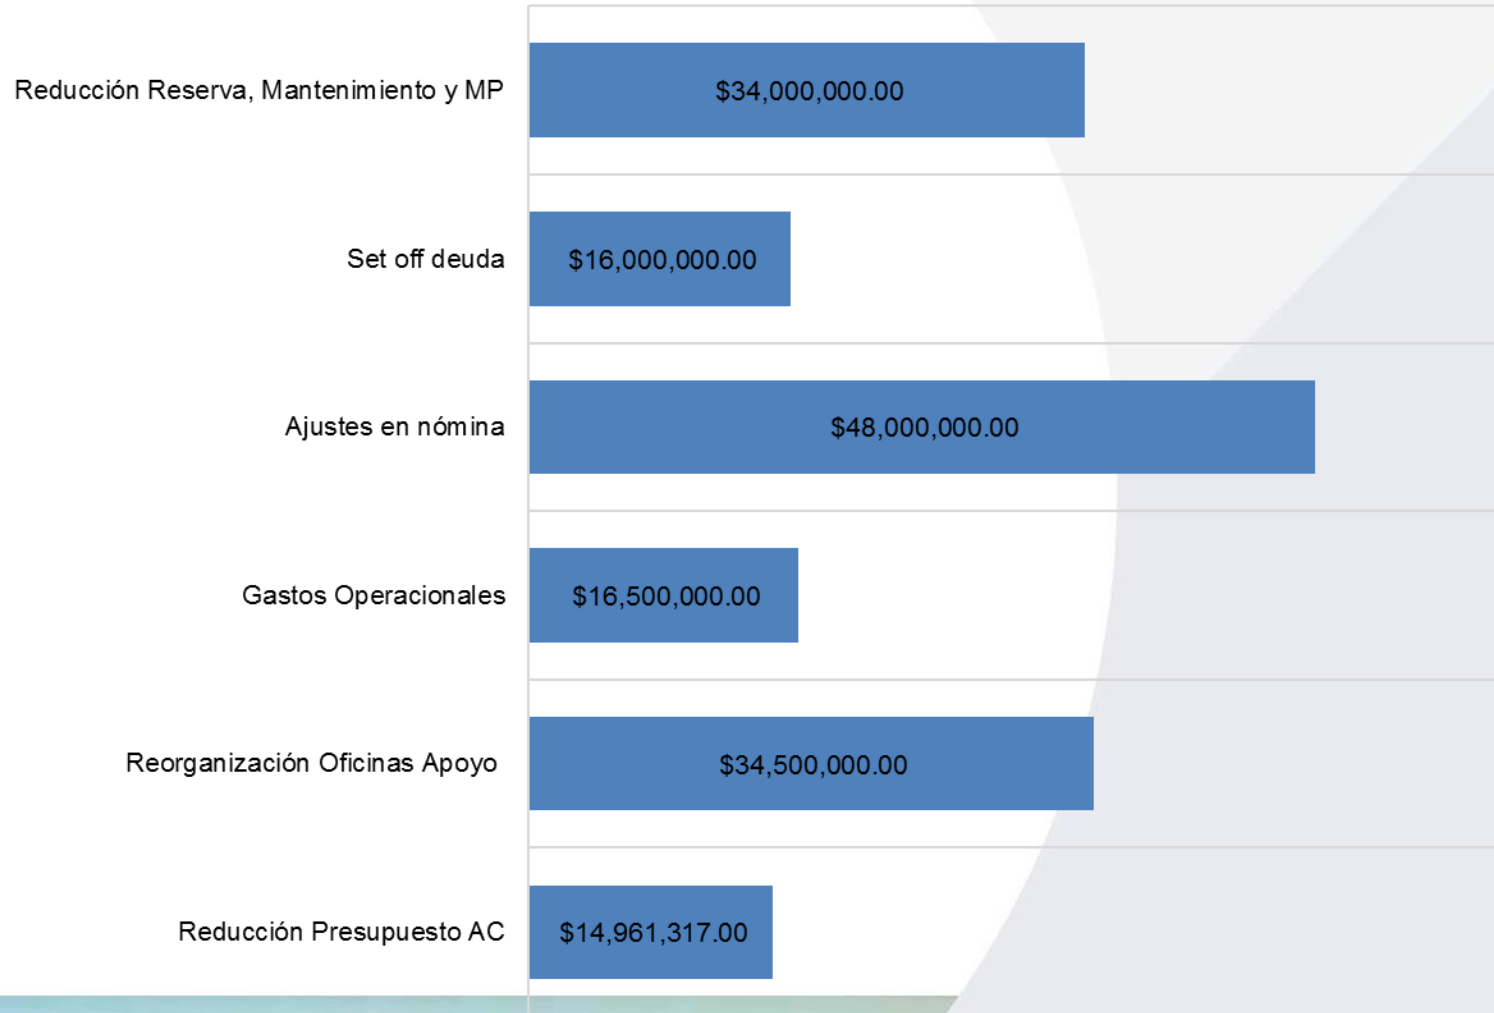 Reducción Reserva, Mantenimiento y MP
$34,000,000.00
Set off deuda
$16,000,000.00
Ajustes en nómina
$48,000,000.00
Gastos Operacionales
$16,500,000.00
Reorganización Oficinas Apoyo
$34,500,000.00
Reducción Presupuesto AC
$14,961,317.00